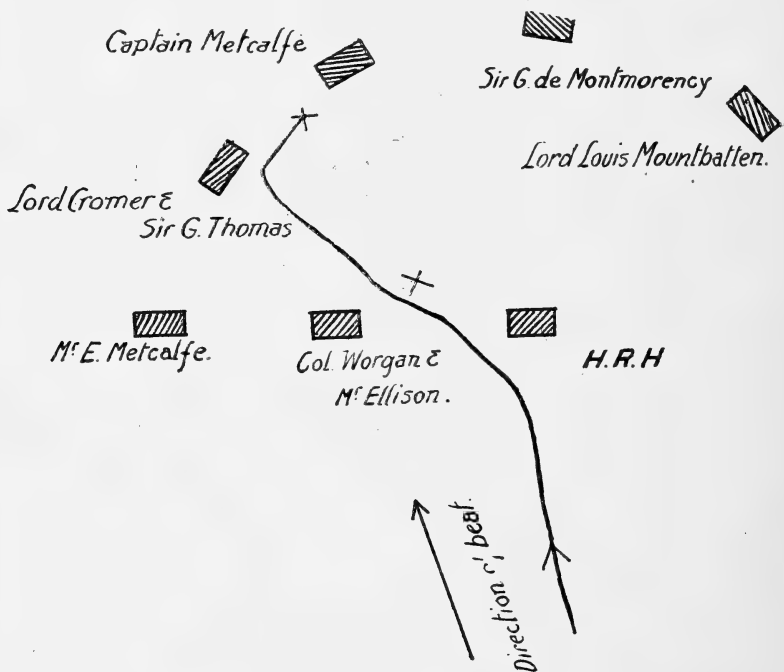 Captain Metcalfe
Sir G. de Montmorency
Lord Louis Mountbatten.
Lord Cromer &
Sir G. Thomas
Mr E. Metcalfe.
Col. Worgan &
Mr Ellison.
H.R.H
Direction beat.